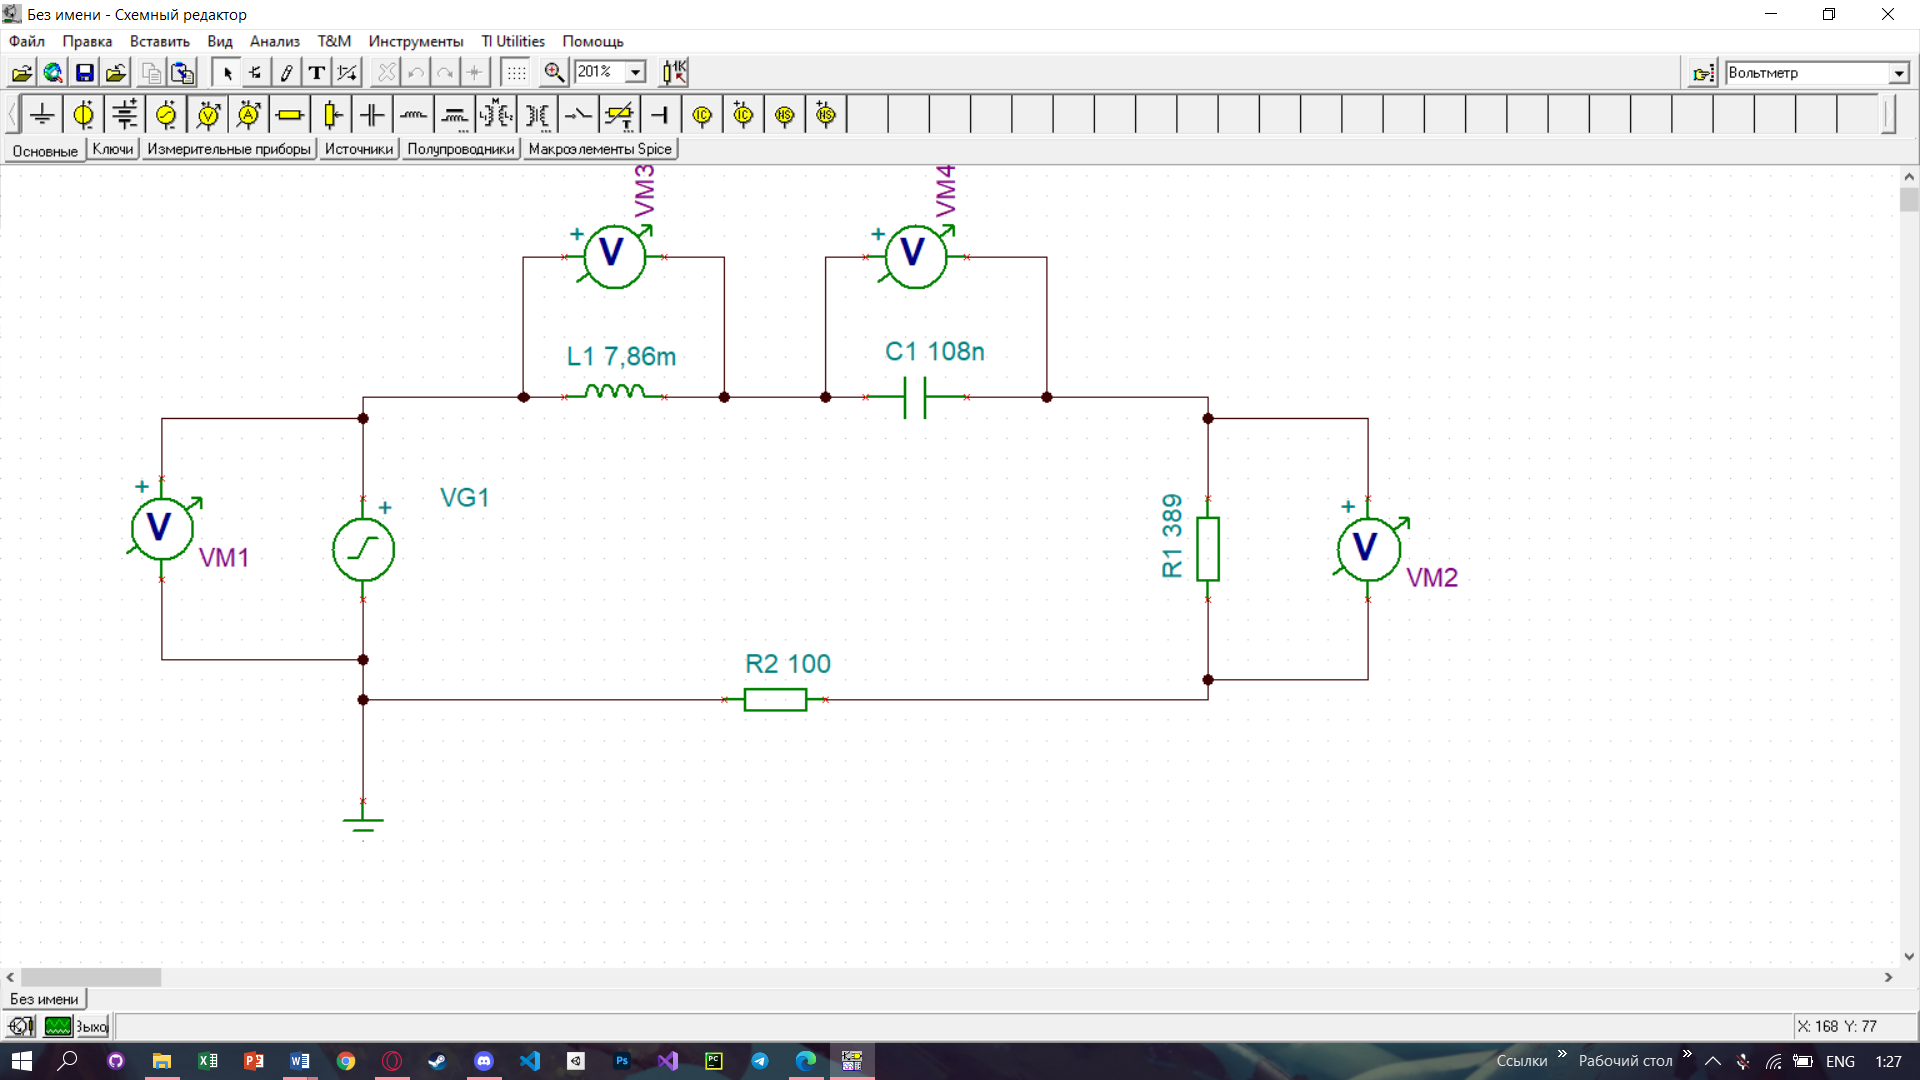 Без имени - Схемный редактор
Файл Правка Вставить Вид Анализ T&M Инструменты TI Utilities Помощь
201% 1K Вольтметр
Основные Ключи Измерительные приборы Источники Полупроводники Макроэлементы Spice
VM3 VM4
+ V + V
L1 7,86m C1 108n
+ V VM1
+ VG1
R1 389
+ V VM2
R2 100
Без имени
Выхо
X: 168 Y: 77
Ссылки » Рабочий стол » ENG 1:27